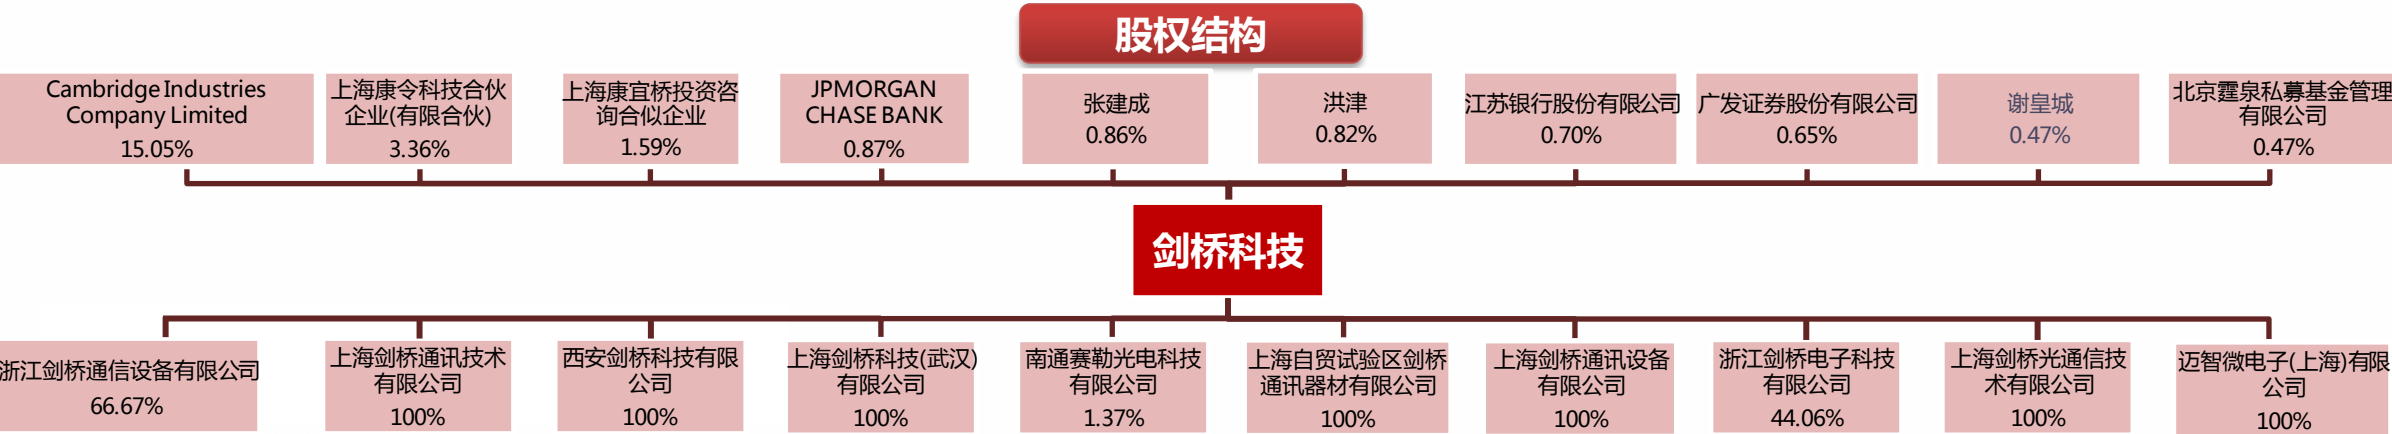 股权结构
Cambridge Industries
Company Limited
15.05%
上海康令科技合伙
企业(有限合伙)
3.36%
上海康宜桥投资咨
询合似企业
1.59%
JPMORGAN
CHASE BANK
0.87%
张建成
0.86%
洪津
0.82%
江苏银行股份有限公司
0.70%
广发证券股份有限公司
0.65%
谢皇城
0.47%
北京霆泉私募基金管理
有限公司
0.47%
剑桥科技
浙江剑桥通信设备有限公司
66.67%
上海剑桥通讯技术
有限公司
100%
西安剑桥科技有限
公司
100%
上海剑桥科技(武汉)
有限公司
100%
南通赛勒光电科技
有限公司
1.37%
上海自贸试验区剑桥
通讯器材有限公司
100%
上海剑桥通讯设备
有限公司
100%
浙江剑桥电子科技
有限公司
44.06%
上海剑桥光通信技
术有限公司
100%
迈智微电子(上海)有限
公司
100%